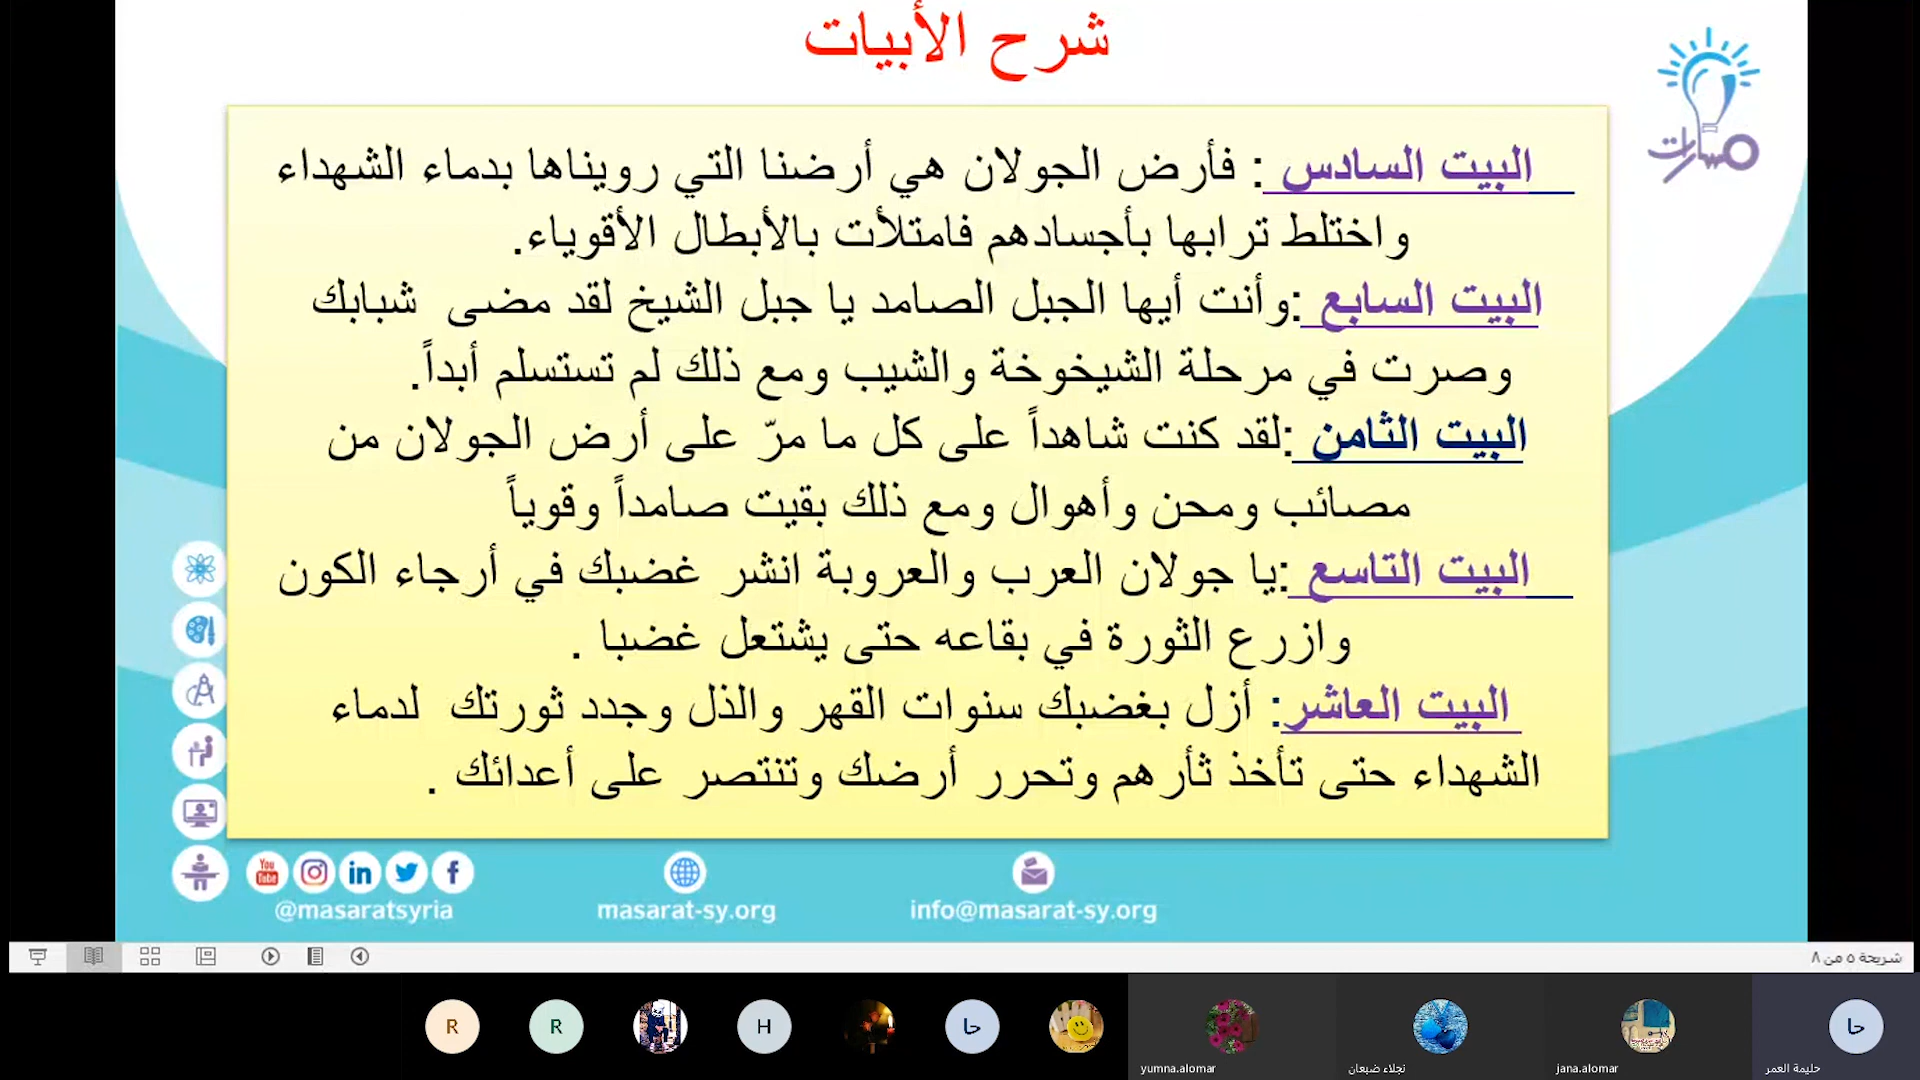 شرح الأبيات
مسارات
البيت السادس : فأرض الجولان هي أرضنا التي رويناها بدماء الشهداء
واختلط ترابها بأجسادهم فامتلأت بالأبطال الأقوياء.
البيت السابع :وأنت أيها الجبل الصامد يا جبل الشيخ لقد مضى شبابك
وصرت في مرحلة الشيخوخة والشيب ومع ذلك لم تستسلم أبداً.
البيت الثامن :لقد كنت شاهداً على كل ما مرّ على أرض الجولان من
مصائب ومحن وأهوال ومع ذلك بقيت صامداً وقوياً
البيت التاسع :يا جولان العرب والعروبة انشر غضبك في أرجاء الكون
وازرع الثورة في بقاعه حتى يشتعل غضبا .
البيت العاشر: أزل بغضبك سنوات القهر والذل وجدد ثورتك لدماء
الشهداء حتى تأخذ ثأرهم وتحرر أرضك وتنتصر على أعدائك .
You Tube
@masaratsyria
masarat-sy.org
info@masarat-sy.org
شريحة ٥ من ٨
R
R
H
حا
حا
yumna.alomar
نجلاء ضبعان
jana.alomar
حليمة العمر